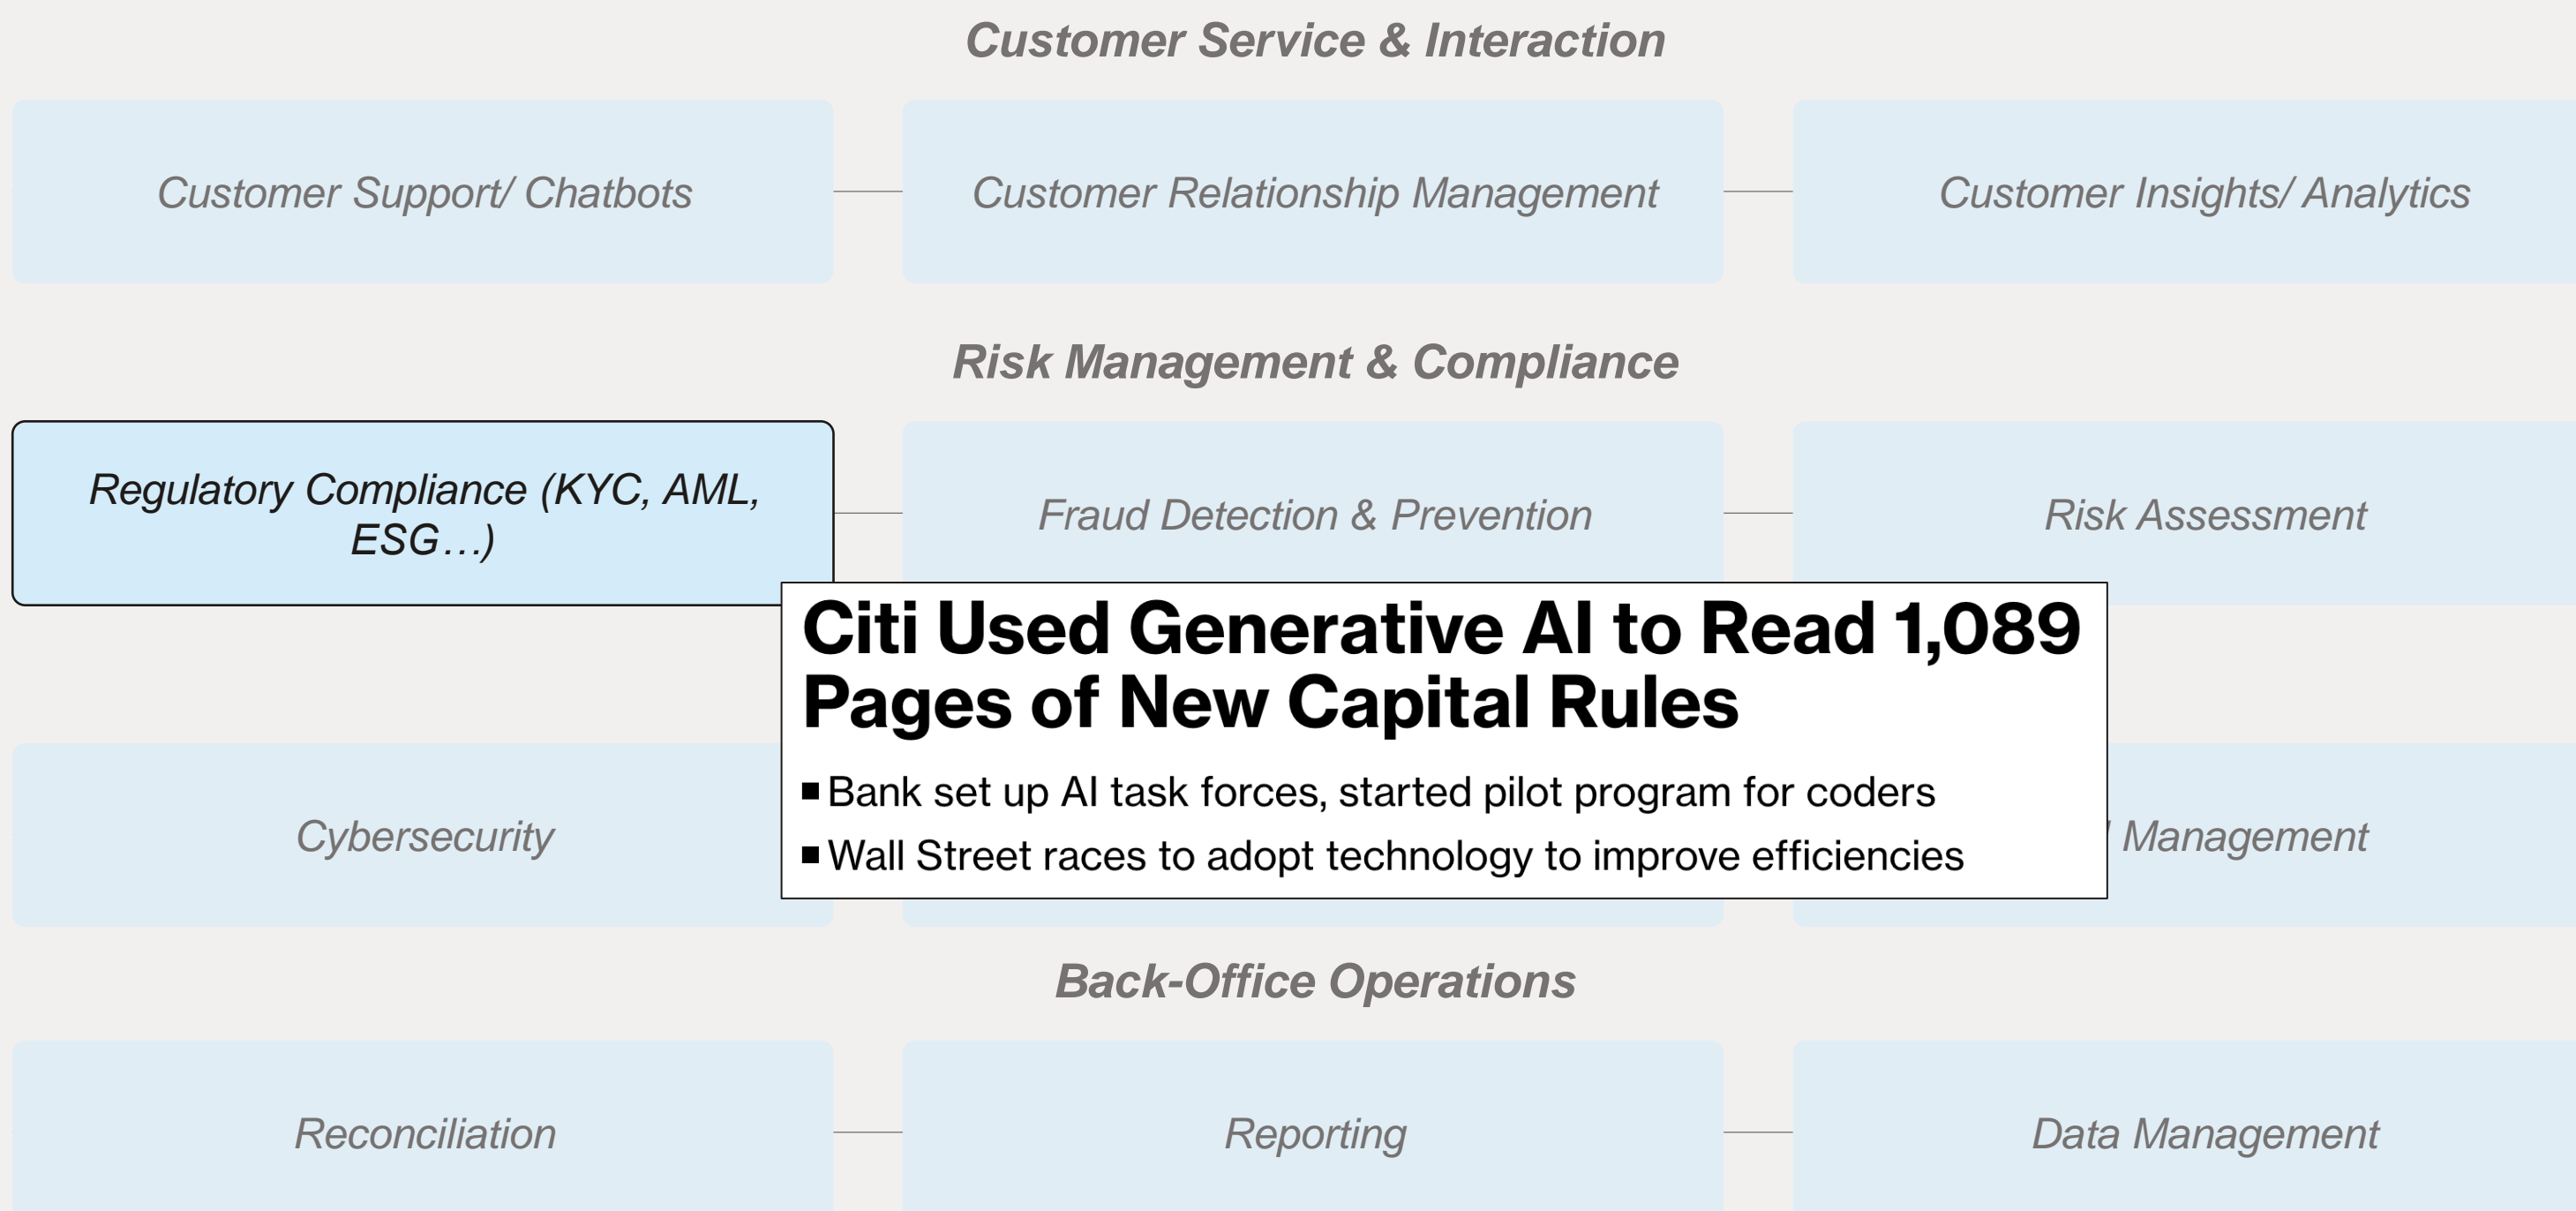 Customer Service & Interaction
Customer Support/ Chatbots
Customer Relationship Management
Customer Insights/ Analytics
Risk Management & Compliance
Regulatory Compliance (KYC, AML,
ESG…)
Fraud Detection & Prevention
Risk Assessment
Citi Used Generative AI to Read 1,089
Pages of New Capital Rules
Bank set up AI task forces, started pilot program for coders
Wall Street races to adopt technology to improve efficiencies
Cybersecurity
Management
Back-Office Operations
Reconciliation
Reporting
Data Management